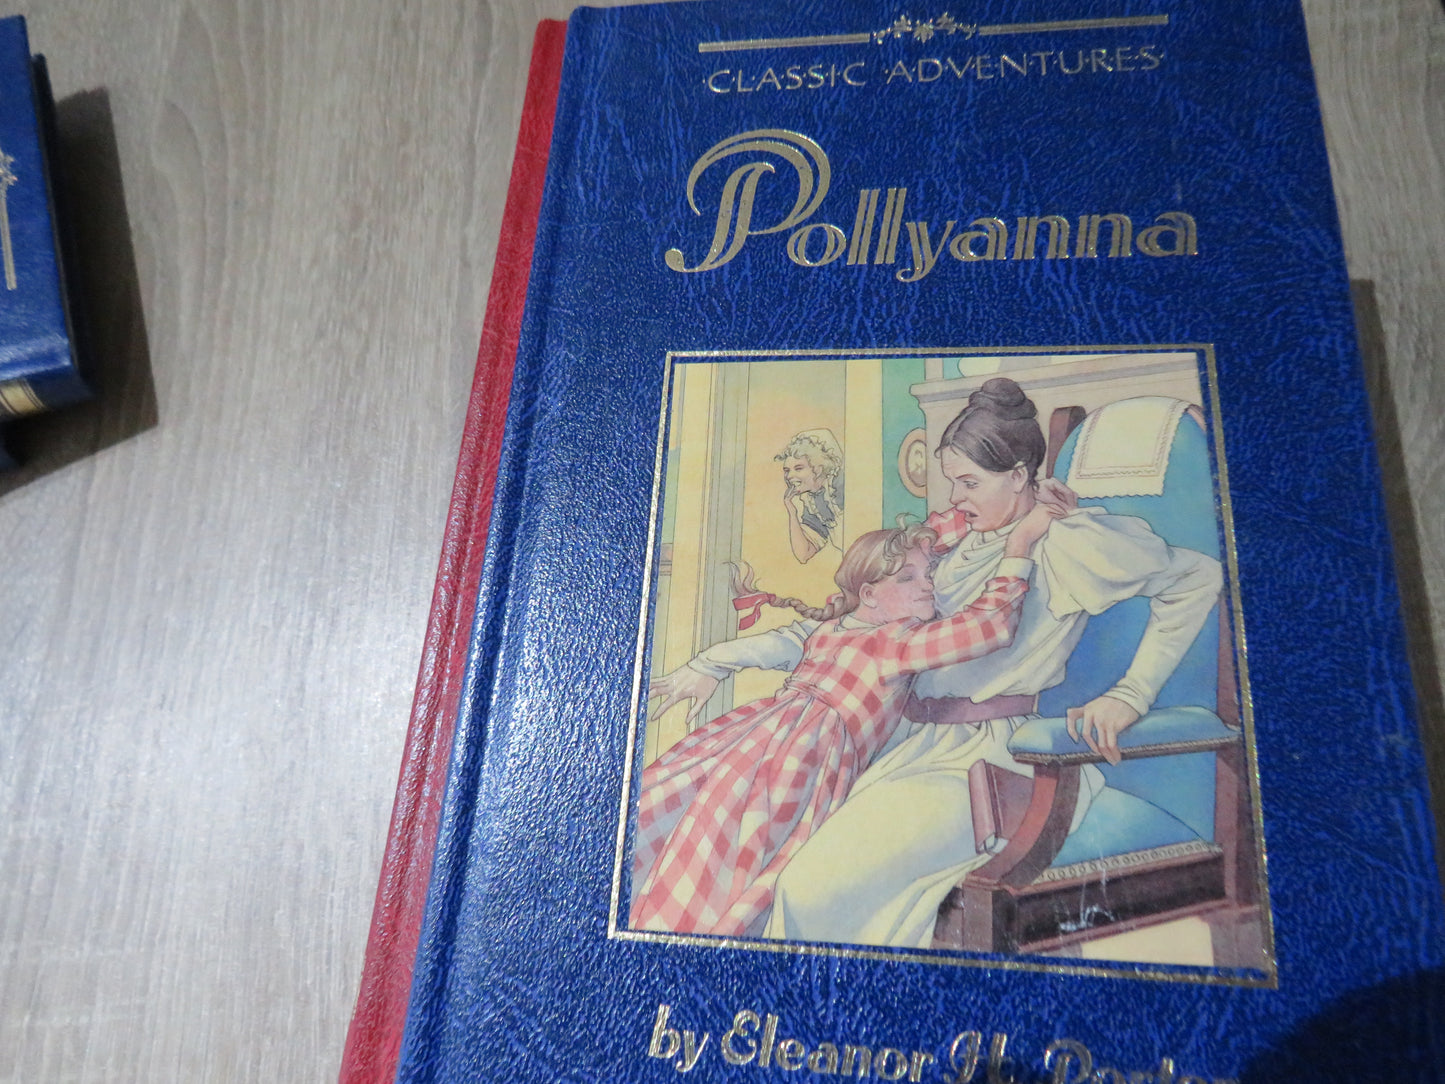 CLASSIC ADVENTURES
Pollyanna
by Eleanor H.